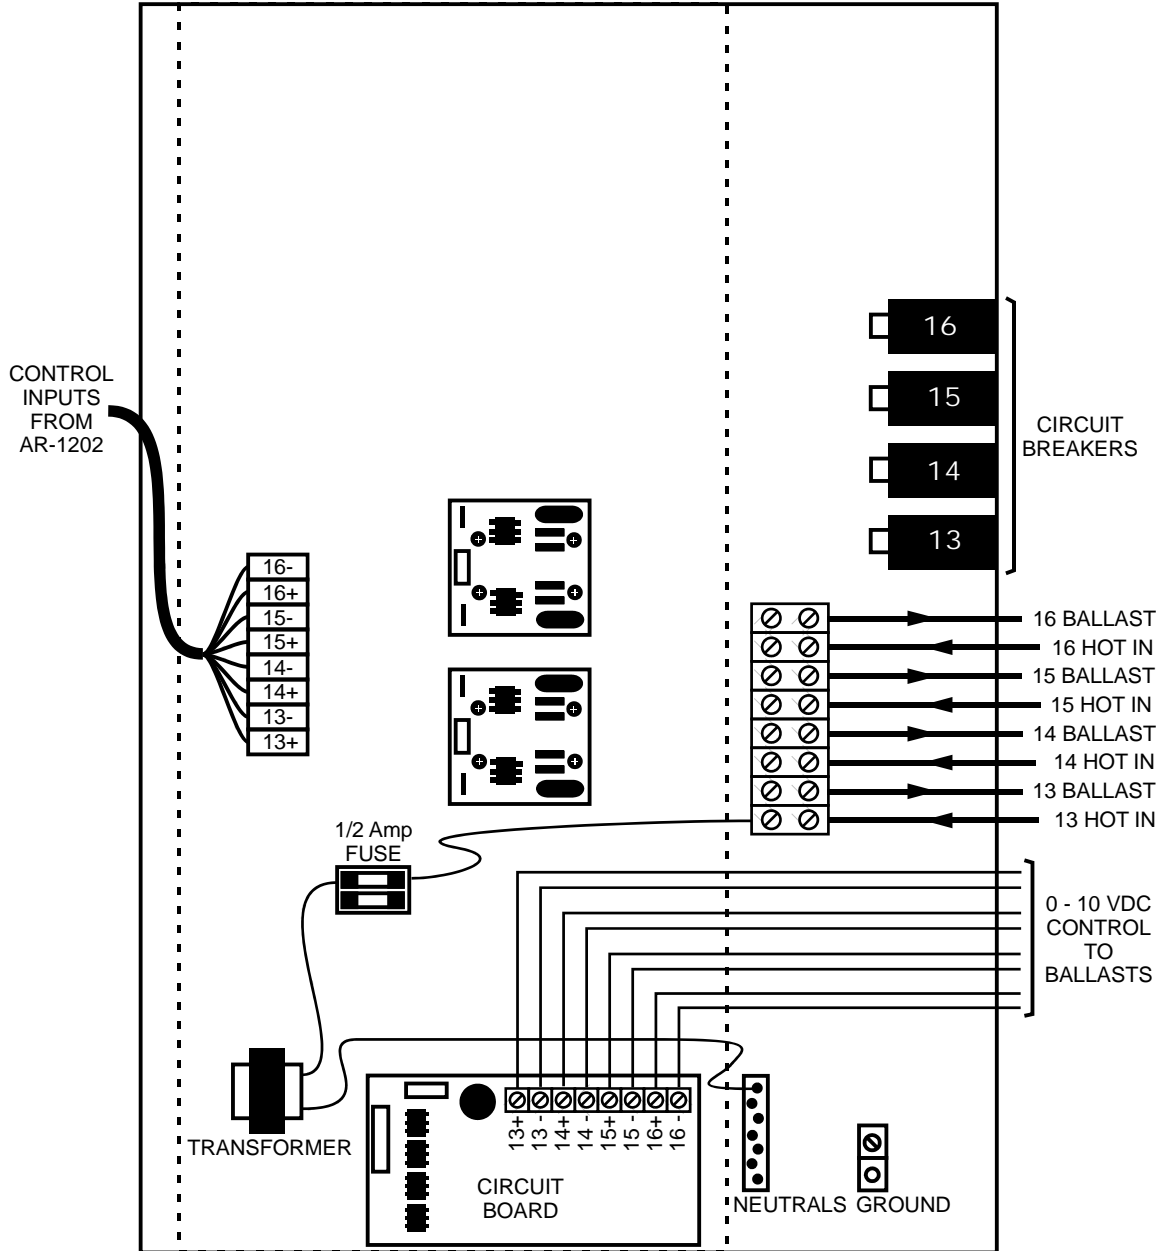 16
15
14
13
CIRCUIT
BREAKERS
CONTROL
INPUTS
FROM
AR-1202
16-
16+
15-
15+
14-
14+
13-
13+
16 BALLAST
16 HOT IN
15 BALLAST
15 HOT IN
14 BALLAST
14 HOT IN
13 BALLAST
13 HOT IN
1/2 Amp
FUSE
0 - 10 VDC
CONTROL
TO
BALLASTS
TRANSFORMER
13+
13 -
14+
14 -
15+
15 -
16+
16 -
CIRCUIT
BOARD
NEUTRALS
GROUND